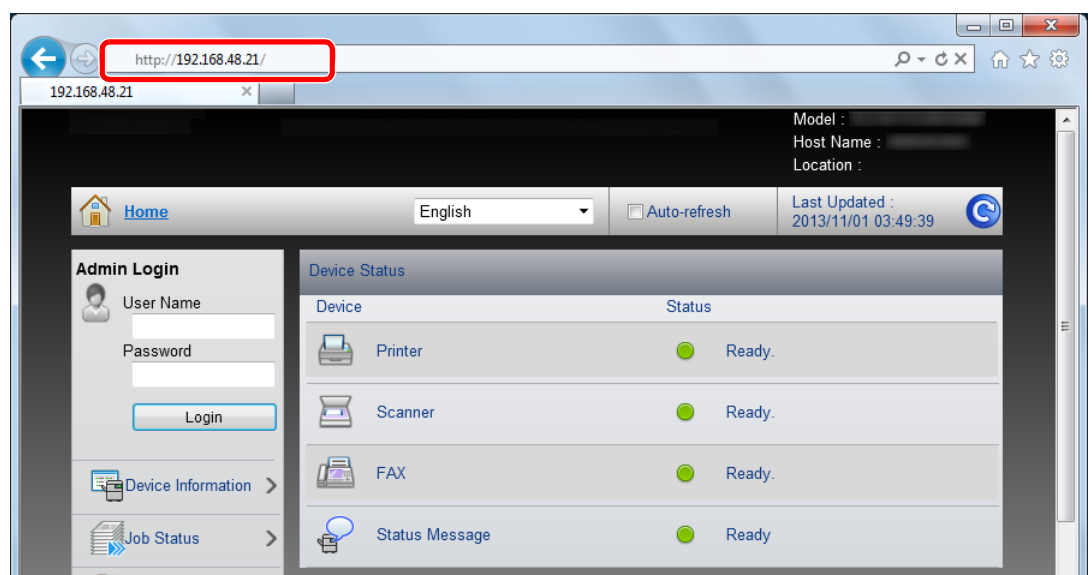 http://192.168.48.21/
192.168.48.21
Model :
Host Name :
Location :
Home
English
Auto-refresh
Last Updated :
2013/11/01 03:49:39
Admin Login
User Name
Password
Login
Device Information
Job Status
Device Status
Device Status
Printer Ready.
Scanner Ready.
FAX Ready.
Status Message Ready